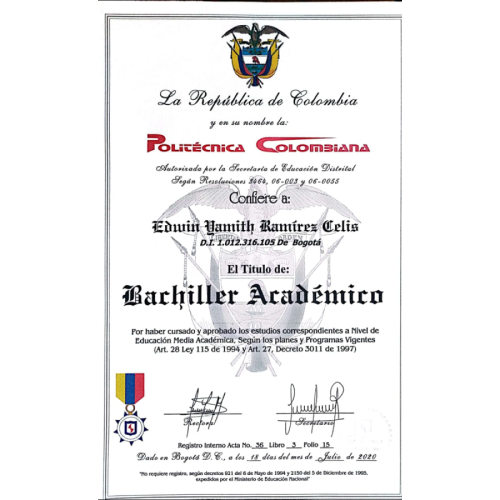 La República de Colombia
y en su nombre la:
POLITÉCNICA COLOMBIANA
Autorizada por la Secretaría de Educación Distrital
Según Resoluciones 3464, 06-003 y 06-0055
Confiere a:
Edwin Yamith Ramírez Celis
D.I. 1.012.316.105 De Bogotá
El Titulo de:
Bachiller Académico
Por haber cursado y aprobado los estudios correspondientes a Nivel de
Educación Media Académica, Según los planes y Programas Vigentes
(Art. 28 Ley 115 de 1994 y Art. 27, Decreto 3011 de 1997)
Rectora
Secretario
Registro Interno Acta No. 36 Libro 3 Folio 15
Dado en Bogotá D.C., a los 18 días del mes de Julio de 2020
"No requiere registro, según decretos 921 del 6 de Mayo de 1994 y 2150 del 5 de Diciembre de 1995,
expedidos por el Ministerio de Educación Nacional"